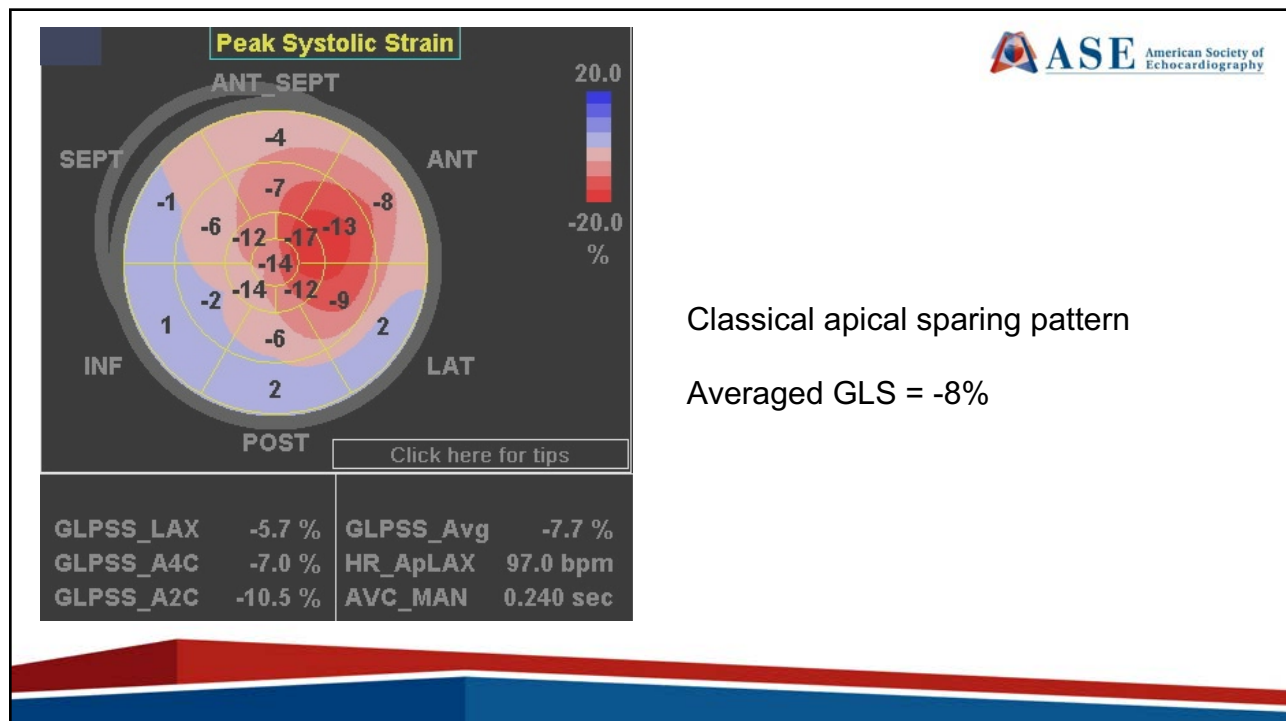 Peak Systolic Strain
ASE American Society of Echocardiography
ANT_SEPT
20.0
-4
SEPT
ANT
-7
-1
-8
-6
-13
-20.0
-12
-17
%
-14
-14
-12
-2
-9
1
2
-6
INF
LAT
2
POST
Click here for tips
Classical apical sparing pattern
Averaged GLS = -8%
GLPSS_LAX -5.7 %
GLPSS_A4C -7.0 %
GLPSS_A2C -10.5 %
GLPSS_Avg -7.7 %
HR_ApLAX 97.0 bpm
AVC_MAN 0.240 sec